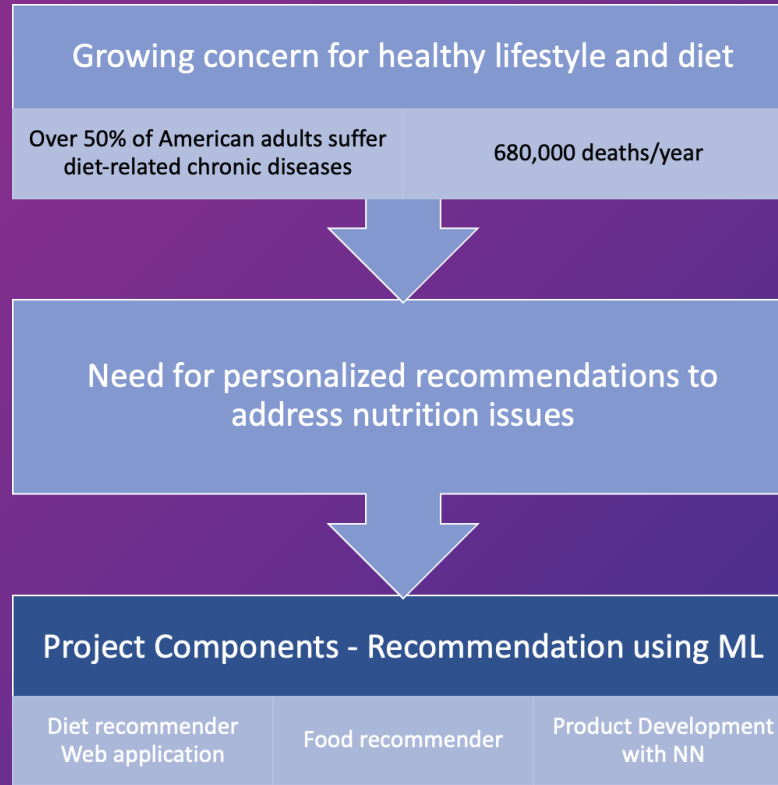 Growing concern for healthy lifestyle and diet
Over 50% of American adults suffer
diet-related chronic diseases
680,000 deaths/year
Need for personalized recommendations to
address nutrition issues
Project Components - Recommendation using ML
Diet recommender
Web application
Food recommender
Product Development
with NN